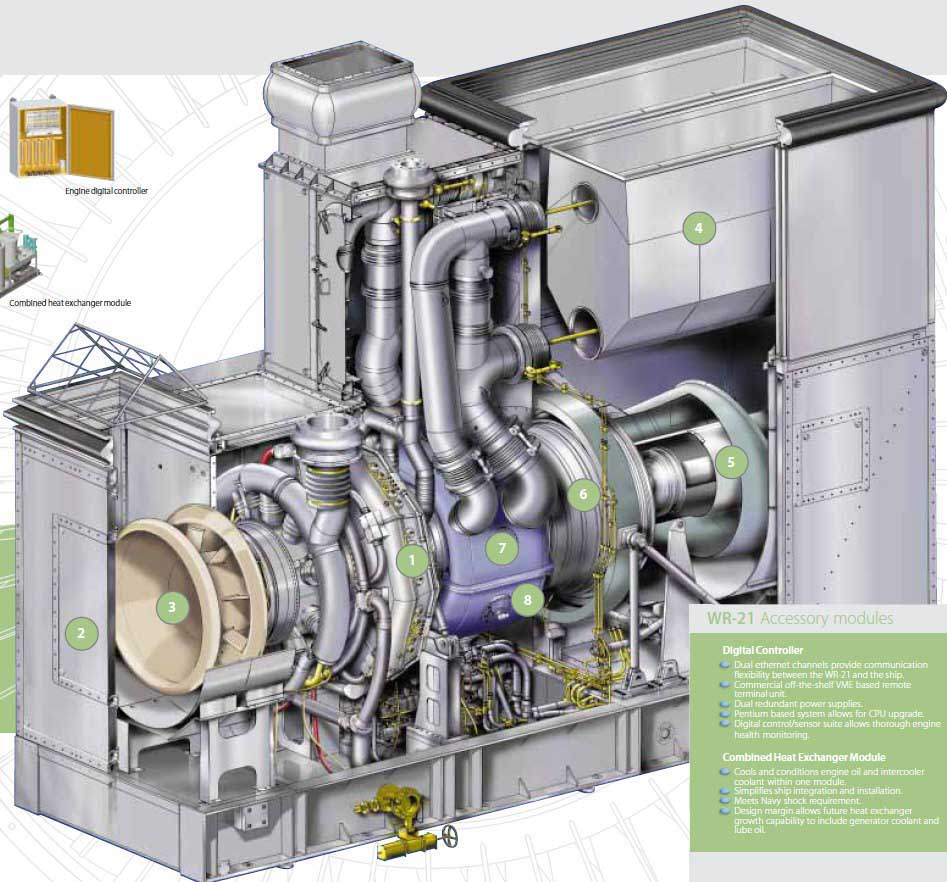 Engine digital controller
Combined heat exchanger module
4
5
6
7
1
8
3
2
WR-21 Accessory modules
Digital Controller
Dual ethernet channels provide communication
flexibility between the WR-21 and the ship.
Commercial off-the-shelf VME based remote
terminal unit.
Dual redundant power supplies.
Pentium based system allows for CPU upgrade.
Digital control/sensor suite allows thorough engine
health monitoring.
Combined Heat Exchanger Module
Cools and conditions engine oil and intercooler
coolant within one module.
Simplifies ship integration and installation.
Meets Navy shock requirement.
Design margin allows future heat exchanger
growth capability to include generator coolant and
lube oil.